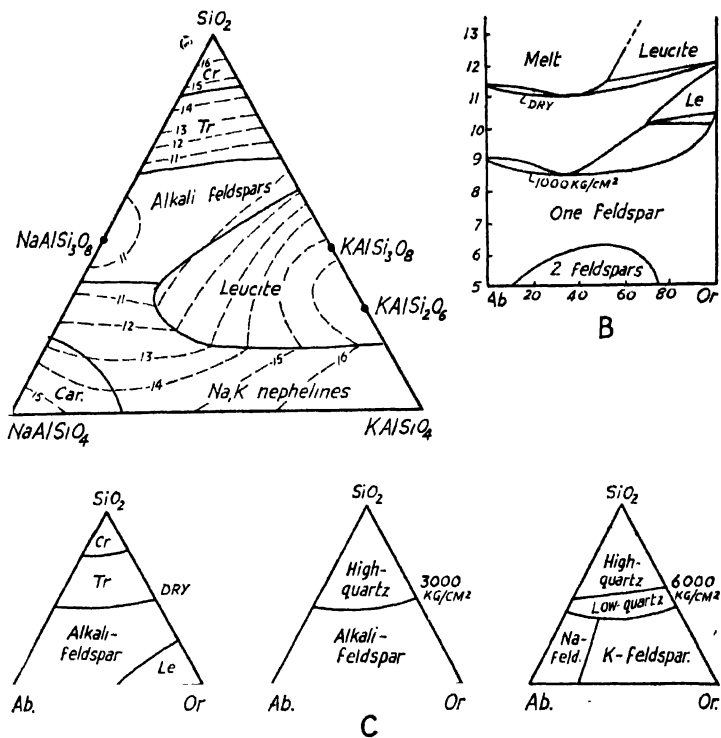 SiO₂
16
Cr
15
14
13
Tr
12
11
Alkali feldspars
NaAlSi₃O₈
11
KAlSi₃O₈
Leucite
KAlSi₂O₆
11
12
13
14
15
16
Car.
15
Na,K nephelines
NaAlSiO₄
KAlSiO₄
13
12
11
10
9
8
7
6
5
Melt
Leucite
DRY
Le
1000 KG/CM²
One feldspar
2 Feldspars
Ab 20 40 60 80 Or.
B
SiO₂
Cr
Tr
DRY
Alkali-
feldspar
Le
Ab. Or
SiO₂
High-
quartz
3000
KG/CM²
Alkali-
Feldspar
Ab. Or
SiO₂
High-
quartz
6000
KG/CM²
Low-quartz
Na-
Feld.
K-Feldspar.
Ab. Or.
C